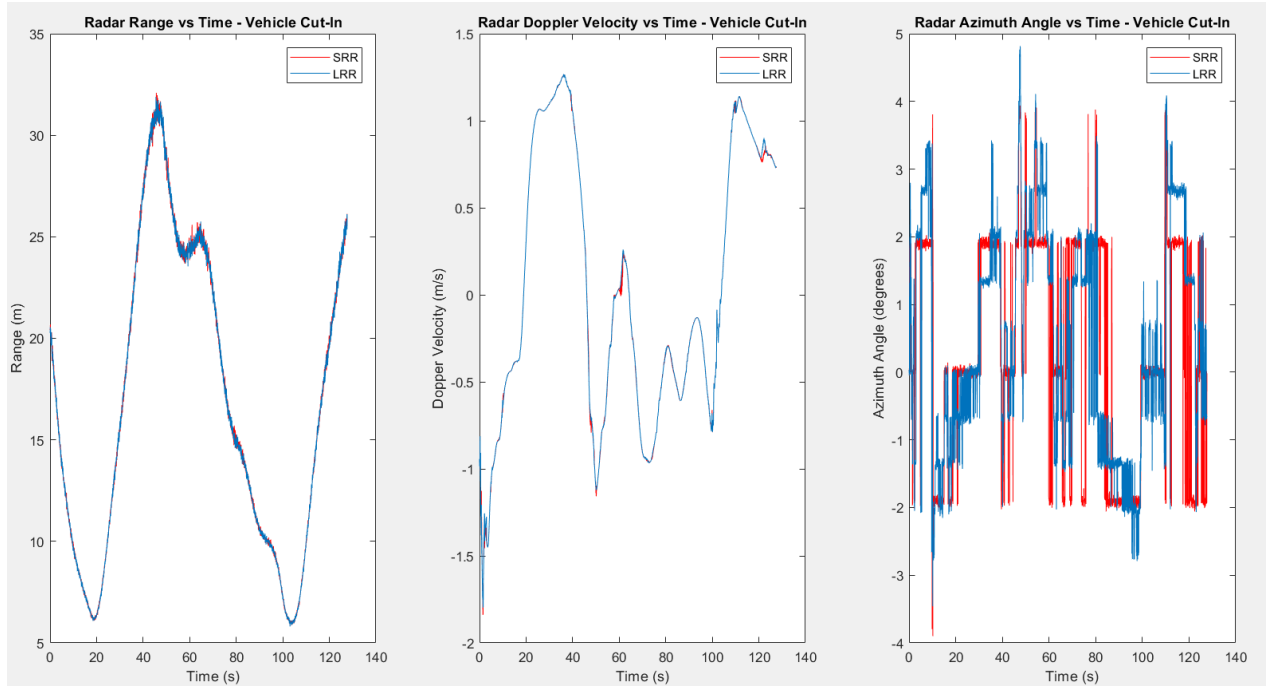 Radar Range vs Time - Vehicle Cut-In
35
30
25
20
15
10
5
Range (m)
0 20 40 60 80 100 120 140
Time (s)
SRR
LRR
Radar Doppler Velocity vs Time - Vehicle Cut-In
1.5
1
0.5
0
-0.5
-1
-1.5
-2
Dopper Velocity (m/s)
0 20 40 60 80 100 120 140
Time (s)
SRR
LRR
Radar Azimuth Angle vs Time - Vehicle Cut-In
5
4
3
2
1
0
-1
-2
-3
-4
Azimuth Angle (degrees)
0 20 40 60 80 100 120 140
Time (s)
SRR
LRR